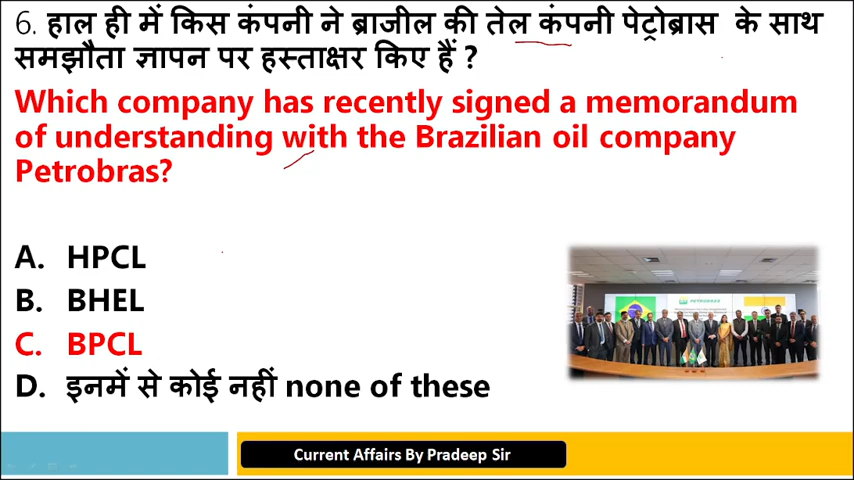 6. हाल ही में किस कंपनी ने ब्राजील की तेल कंपनी पेट्रोब्रास के साथ
समझौता ज्ञापन पर हस्ताक्षर किए हैं ?
Which company has recently signed a memorandum
of understanding with the Brazilian oil company
Petrobras?
A. HPCL
B. BHEL
C. BPCL
D. इनमें से कोई नहीं none of these
PETROBRAS
Current Affairs By Pradeep Sir